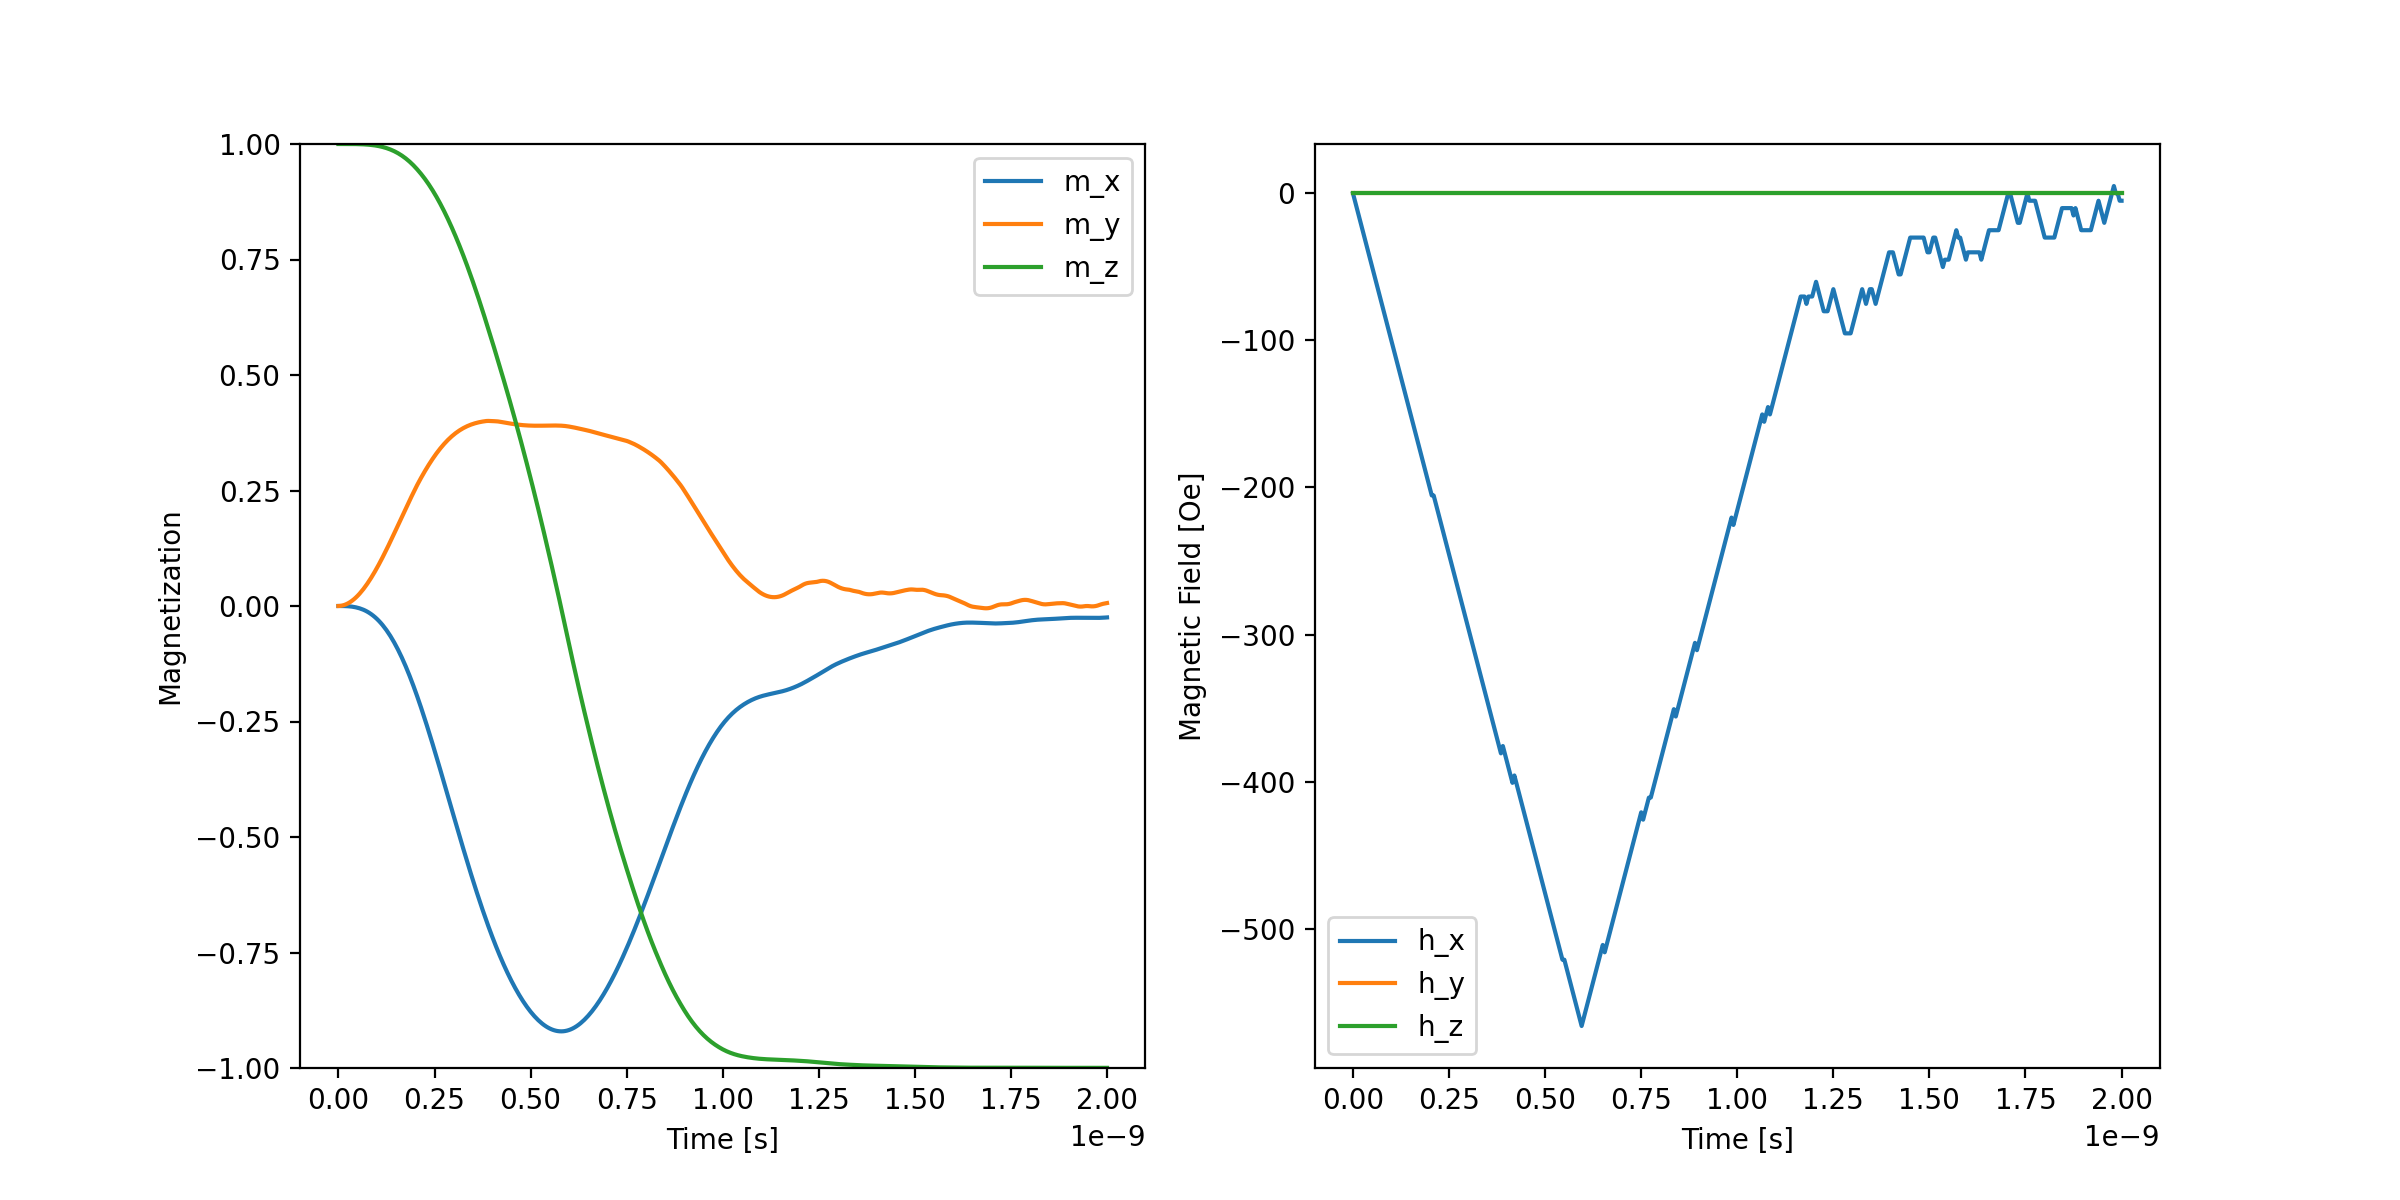 1.00
0.75
0.50
0.25
0.00
−0.25
−0.50
−0.75
−1.00
Magnetization
m_x
m_y
m_z
0.00 0.25 0.50 0.75 1.00 1.25 1.50 1.75 2.00
Time [s]
1e−9
0
−100
−200
−300
−400
−500
Magnetic Field [Oe]
h_x
h_y
h_z
0.00 0.25 0.50 0.75 1.00 1.25 1.50 1.75 2.00
Time [s]
1e−9